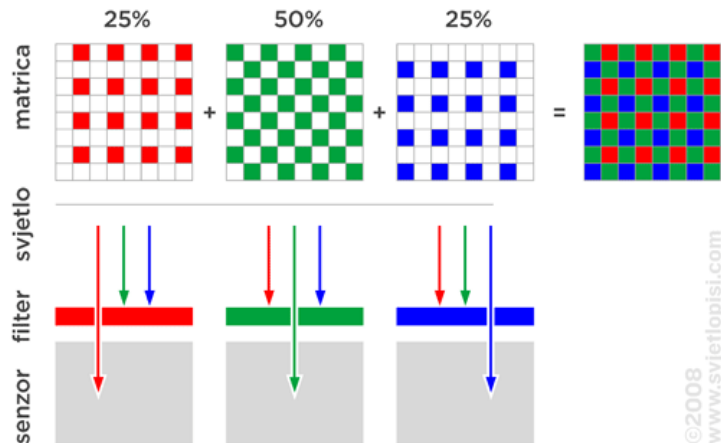 25% 50% 25%
matrica
+ + =
svjetlo
filter
senzor
©2008
www.svjetlopisi.com